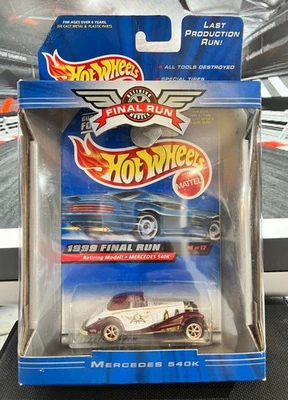 FOR AGES OVER 3 YEARS.
DIE CAST METAL & PLASTIC PARTS.
LAST
PRODUCTION
RUN!
• ALL TOOLS DESTROYED
• SPECIAL TIRES
Hot Wheels
FINAL RUN
Hot Wheels
MATTEL
1999 FINAL RUN
OF 12
Retiring Model! • MERCEDES 540K
MERCEDES 540K